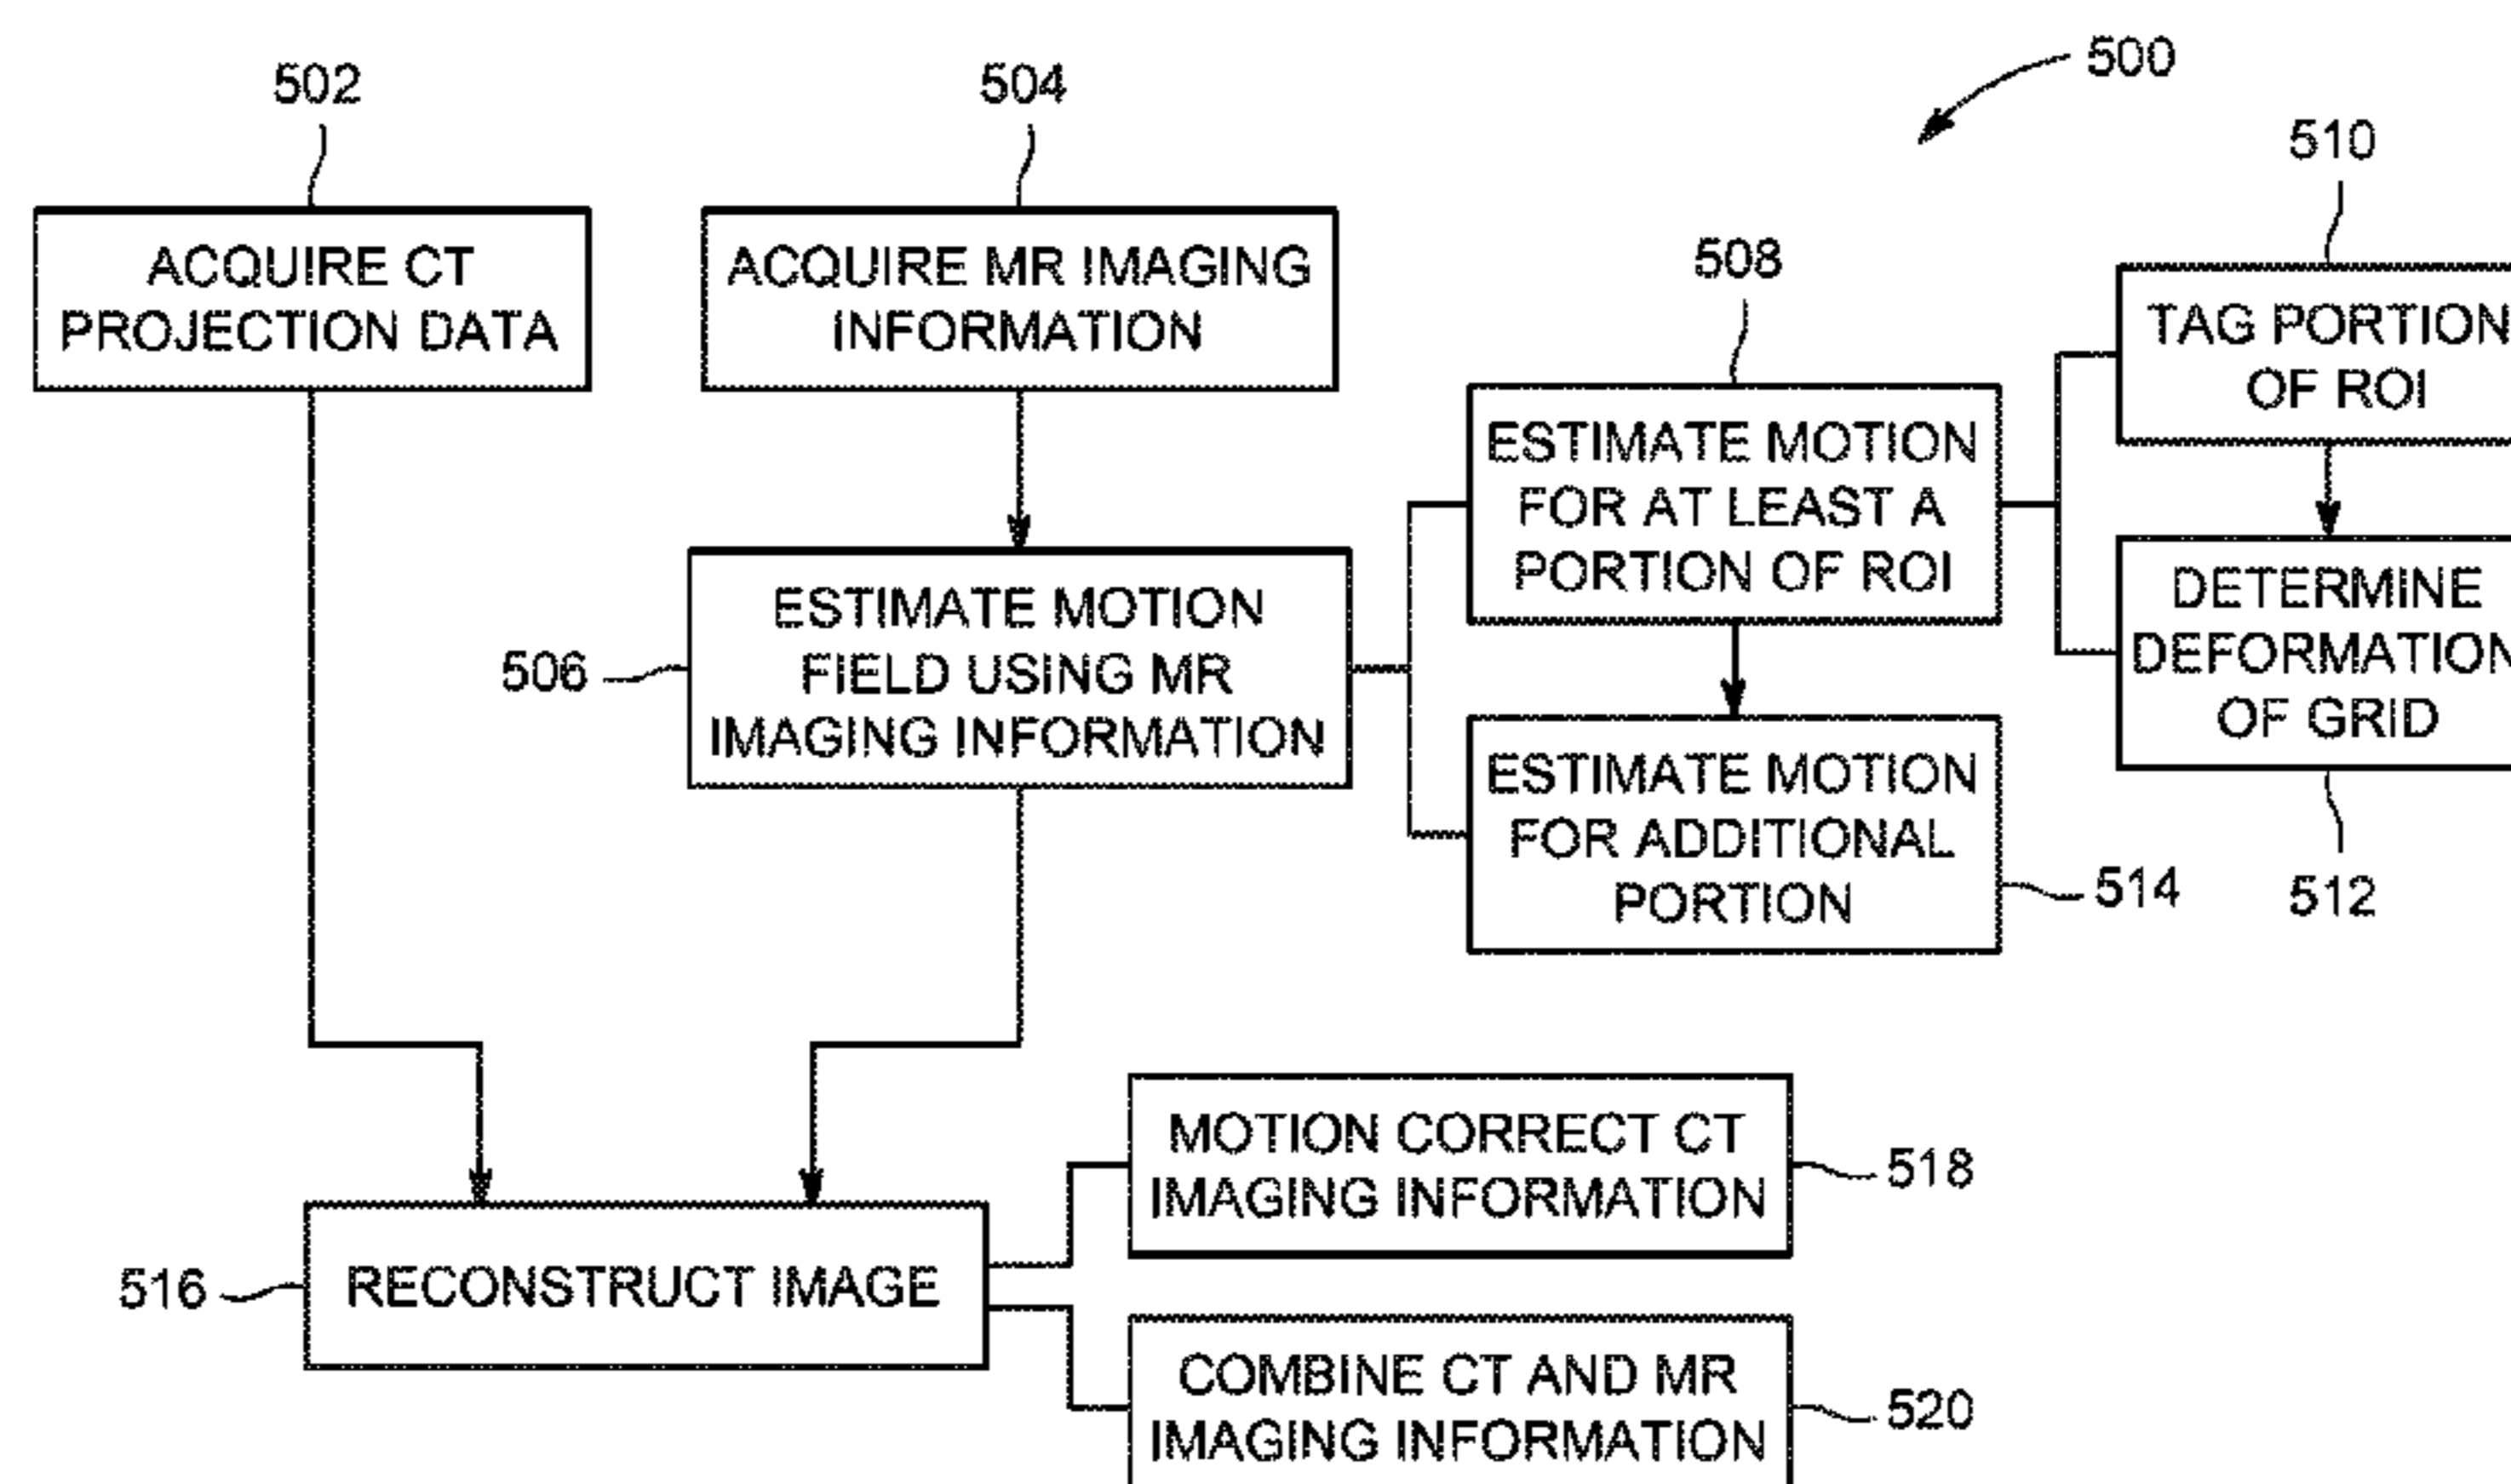 500
502
ACQUIRE CT
PROJECTION DATA
504
ACQUIRE MR IMAGING
INFORMATION
506
ESTIMATE MOTION
FIELD USING MR
IMAGING INFORMATION
508
ESTIMATE MOTION
FOR AT LEAST A
PORTION OF ROI
510
TAG PORTION
OF ROI
DETERMINE
DEFORMATION
OF GRID
512
ESTIMATE MOTION
FOR ADDITIONAL
PORTION
514
516
RECONSTRUCT IMAGE
MOTION CORRECT CT
IMAGING INFORMATION
518
COMBINE CT AND MR
IMAGING INFORMATION
520